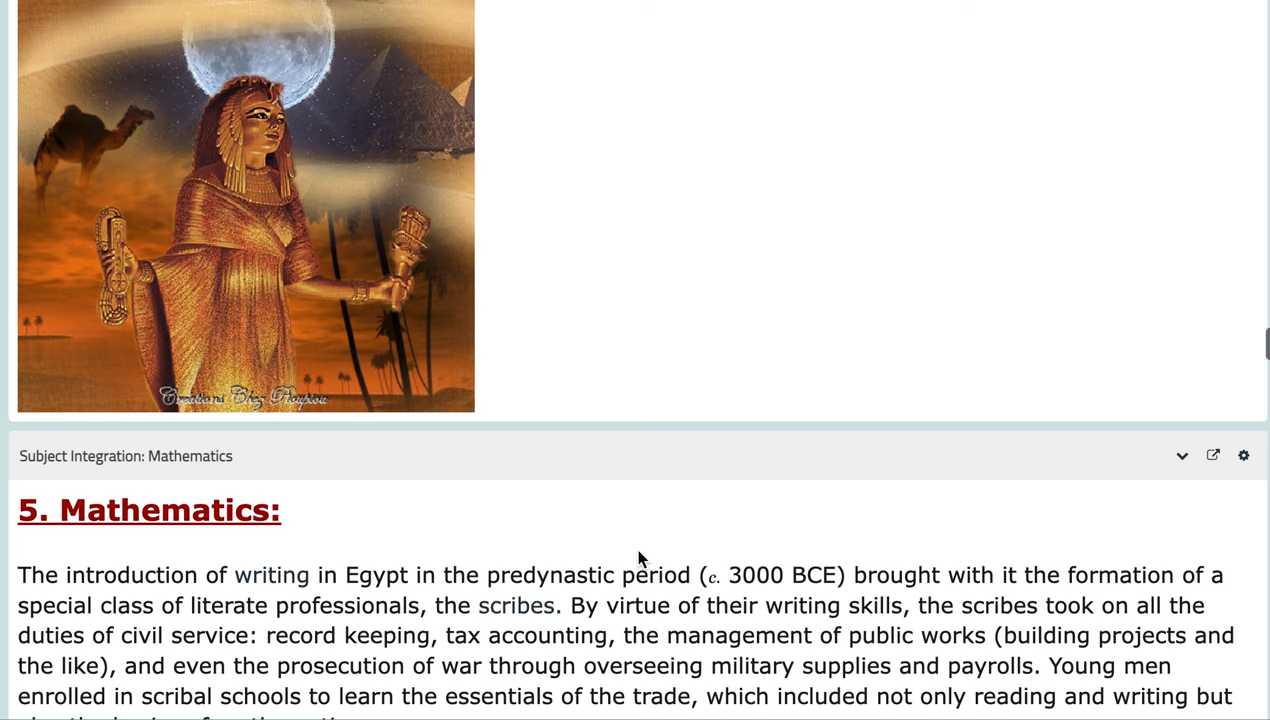 Creations Chez Ploupiou
Subject Integration: Mathematics
5. Mathematics:
The introduction of writing in Egypt in the predynastic period (c. 3000 BCE) brought with it the formation of a
special class of literate professionals, the scribes. By virtue of their writing skills, the scribes took on all the
duties of civil service: record keeping, tax accounting, the management of public works (building projects and
the like), and even the prosecution of war through overseeing military supplies and payrolls. Young men
enrolled in scribal schools to learn the essentials of the trade, which included not only reading and writing but